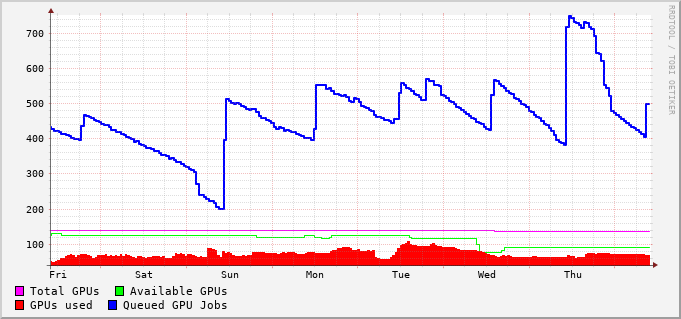 700
600
500
400
300
200
100
Fri Sat Sun Mon Tue Wed Thu
RRDTOOL / TOBI OETIKER
Total GPUs Available GPUs
GPUs used Queued GPU Jobs